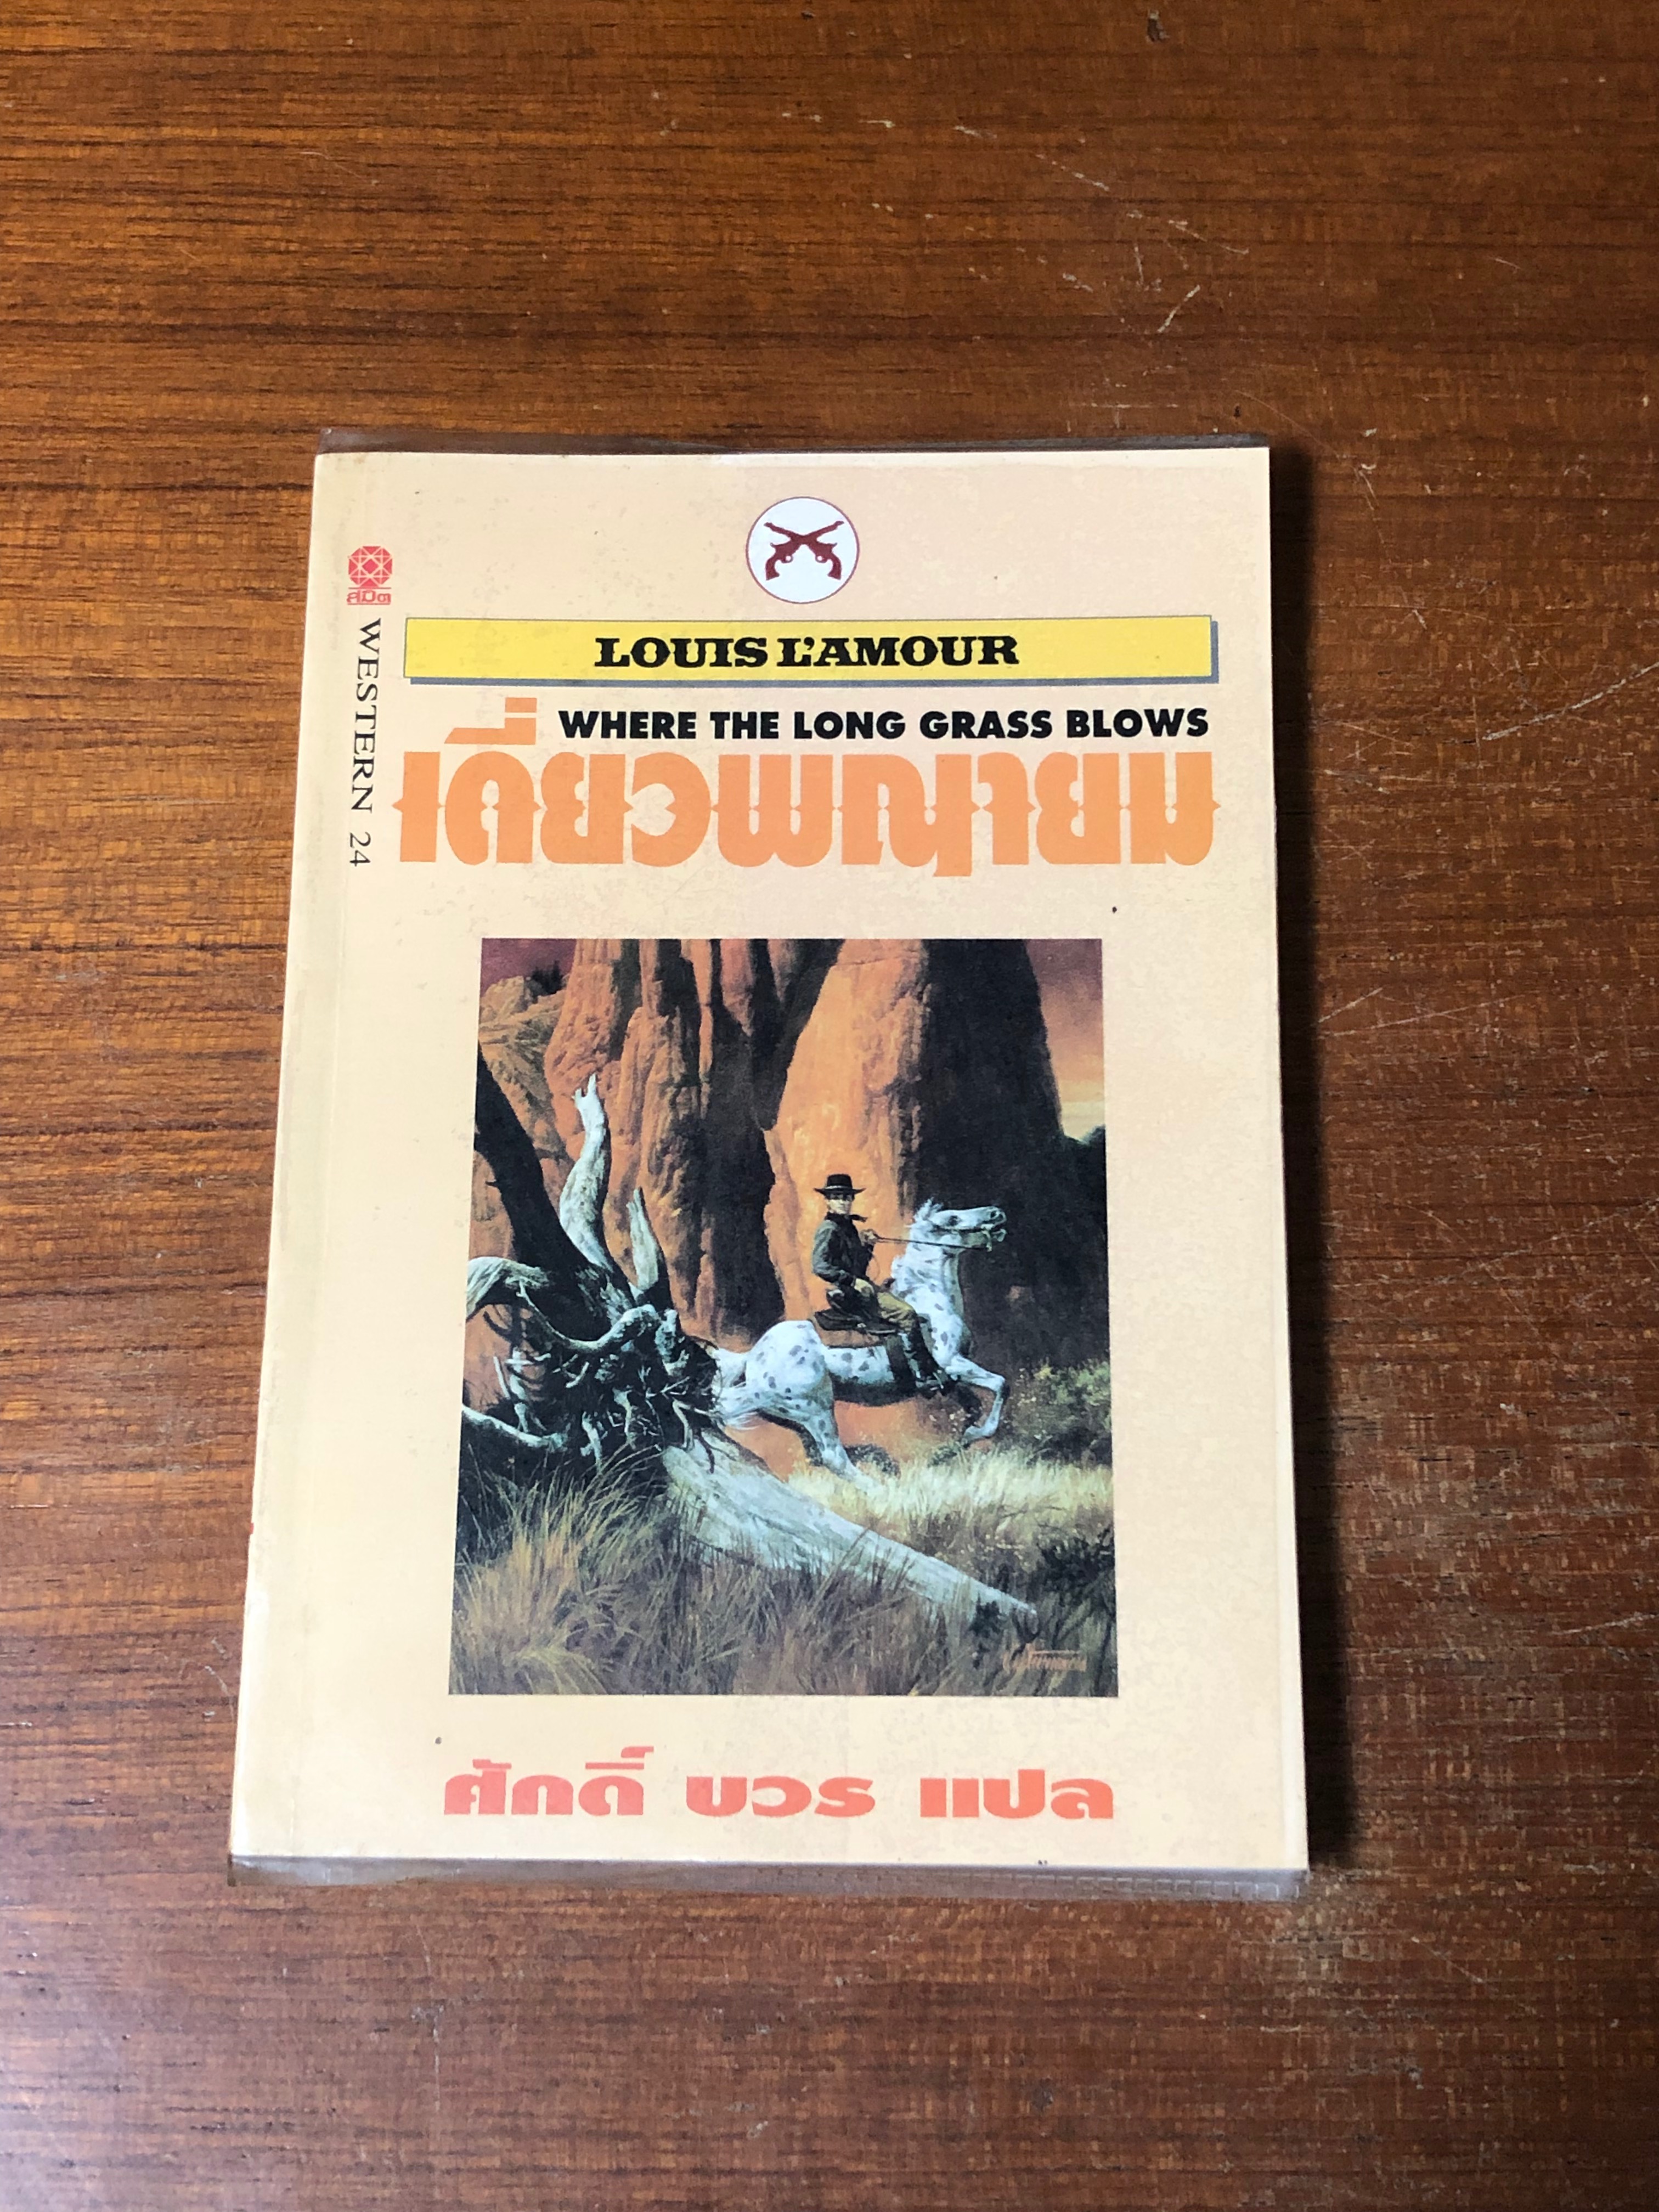 สมิต
WESTERN 24
LOUIS L'AMOUR
WHERE THE LONG GRASS BLOWS
เดี่ยวพญายม
ศักดิ์ บวร แปล